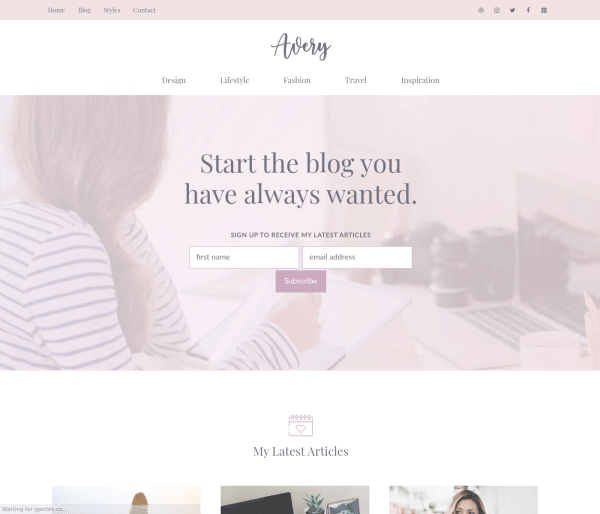 Home Blog Styles Contact
Avery
Design Lifestyle Fashion Travel Inspiration
Start the blog you
have always wanted.
SIGN UP TO RECEIVE MY LATEST ARTICLES
first name email address
Subscribe
My Latest Articles
Waiting for gpsites.co...